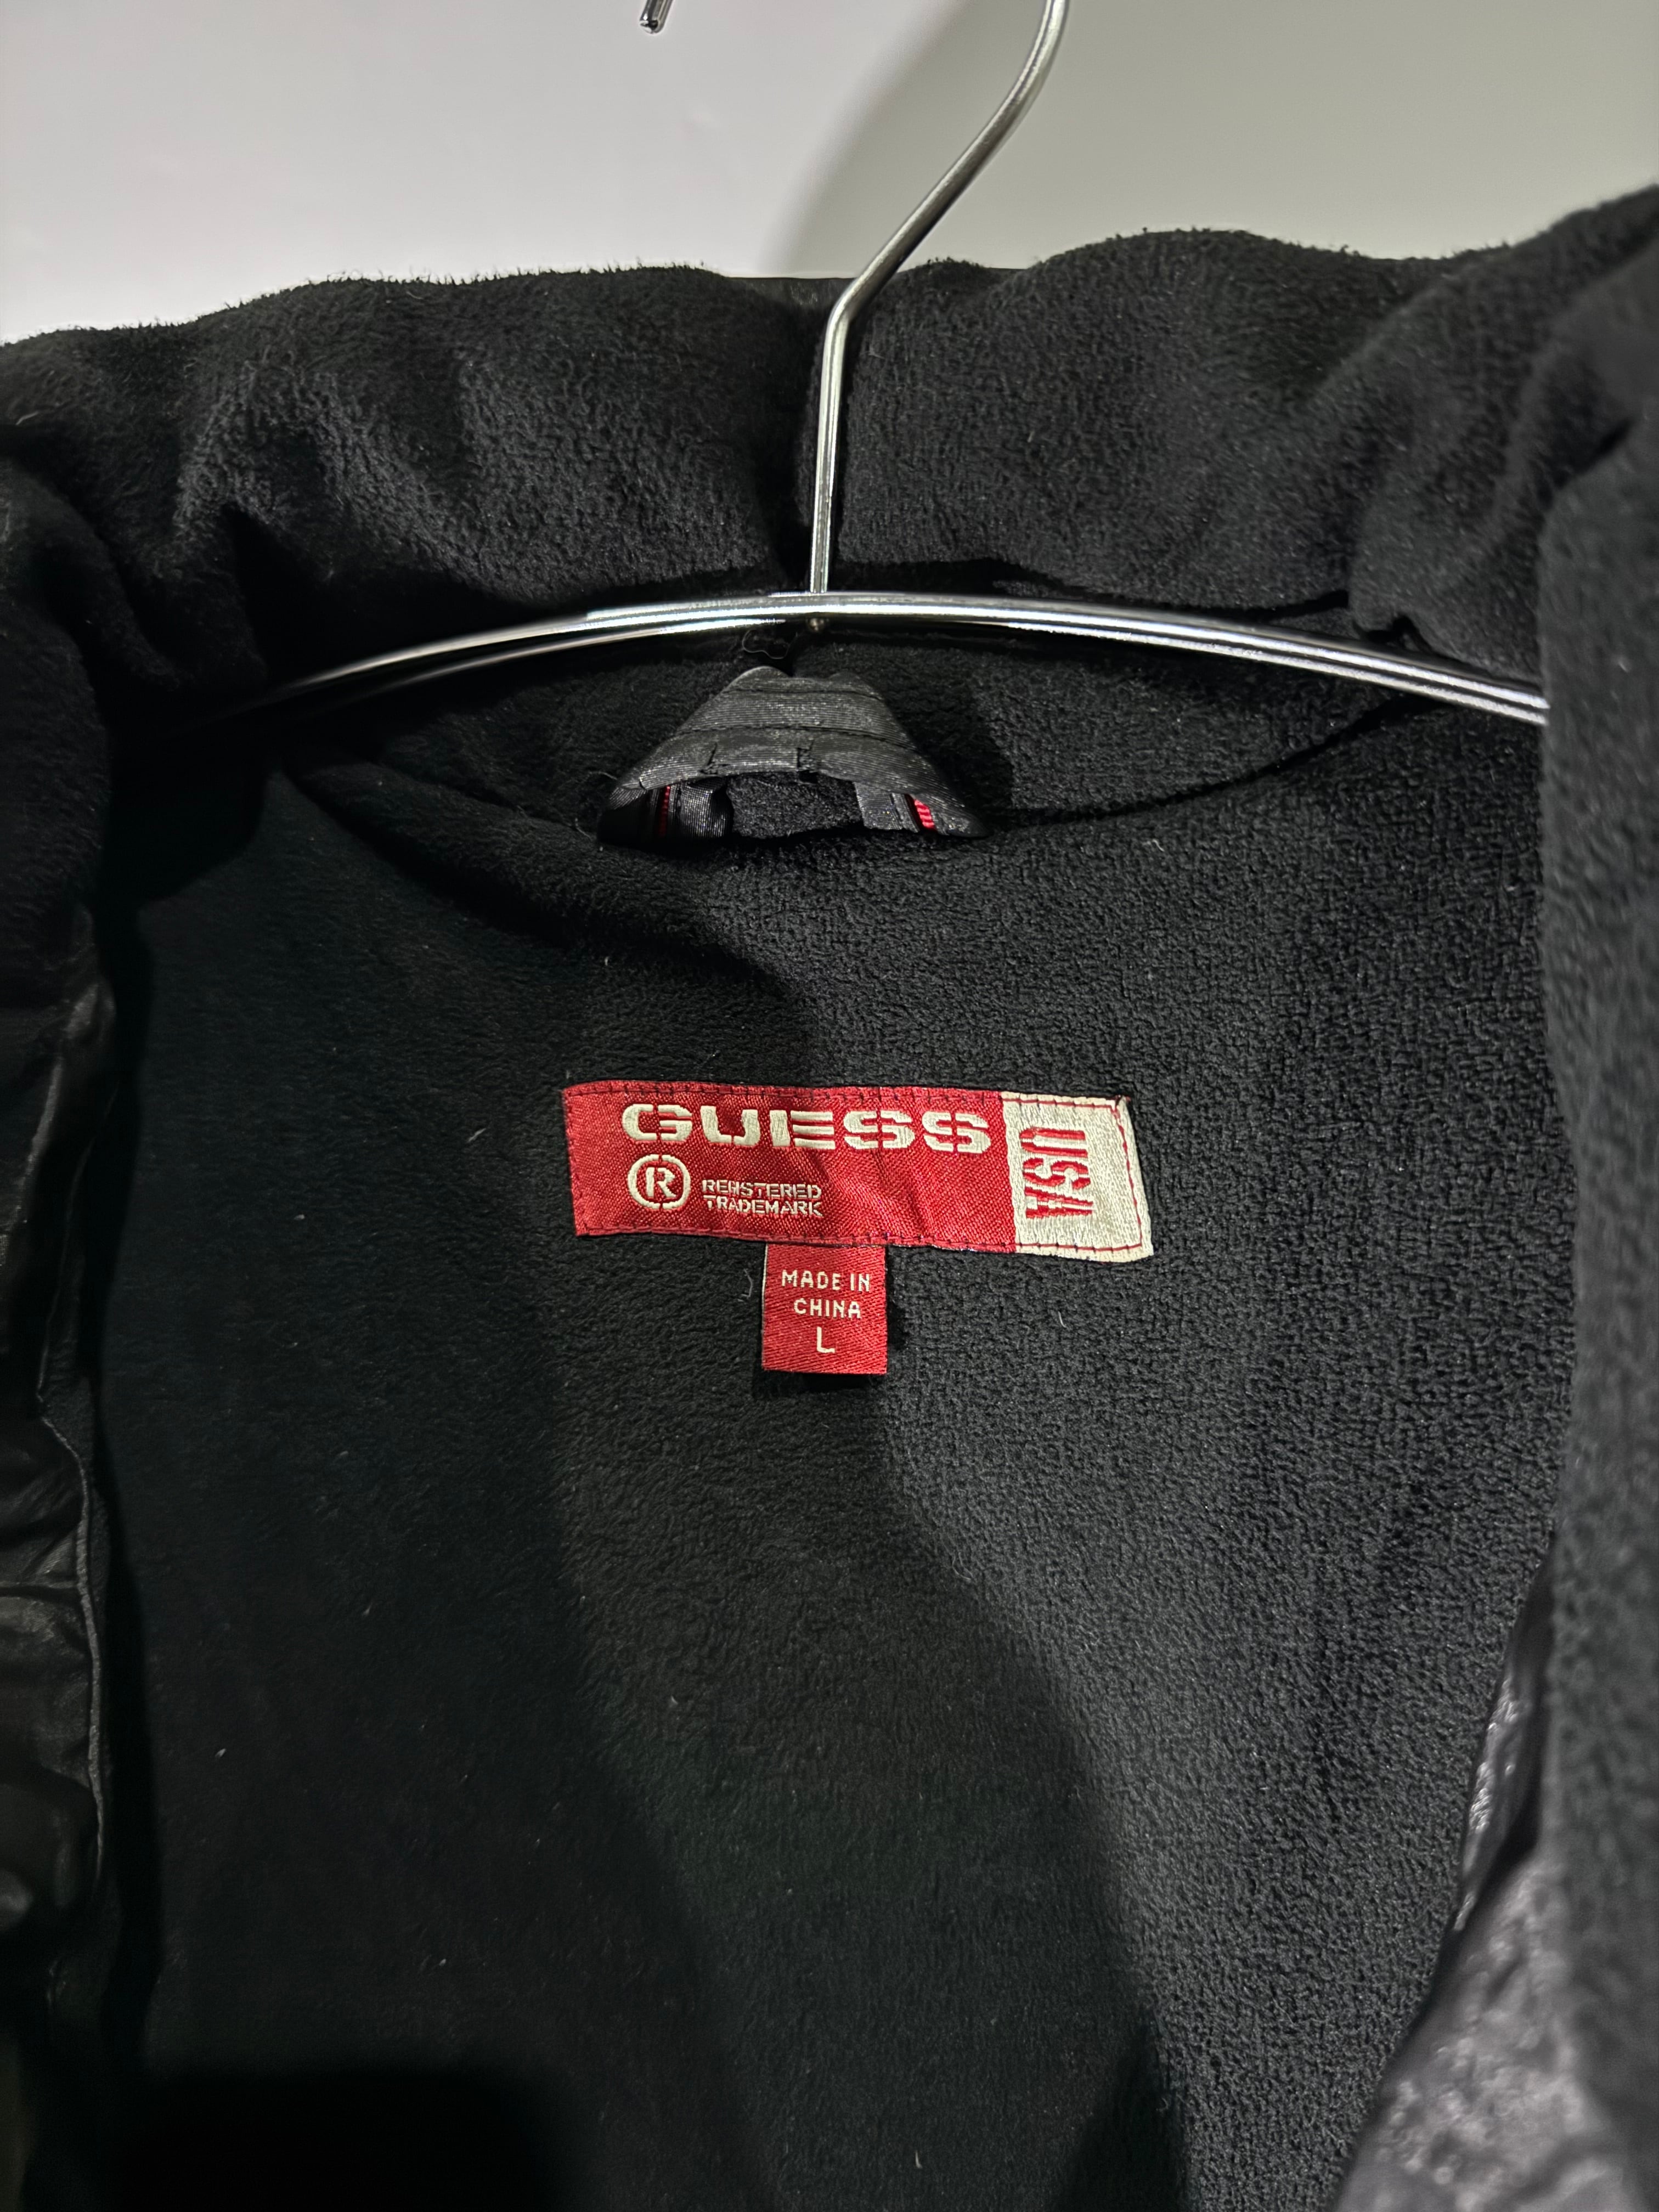 GUESS
USA
®
REGISTERED
TRADEMARK
MADE IN
CHINA
L